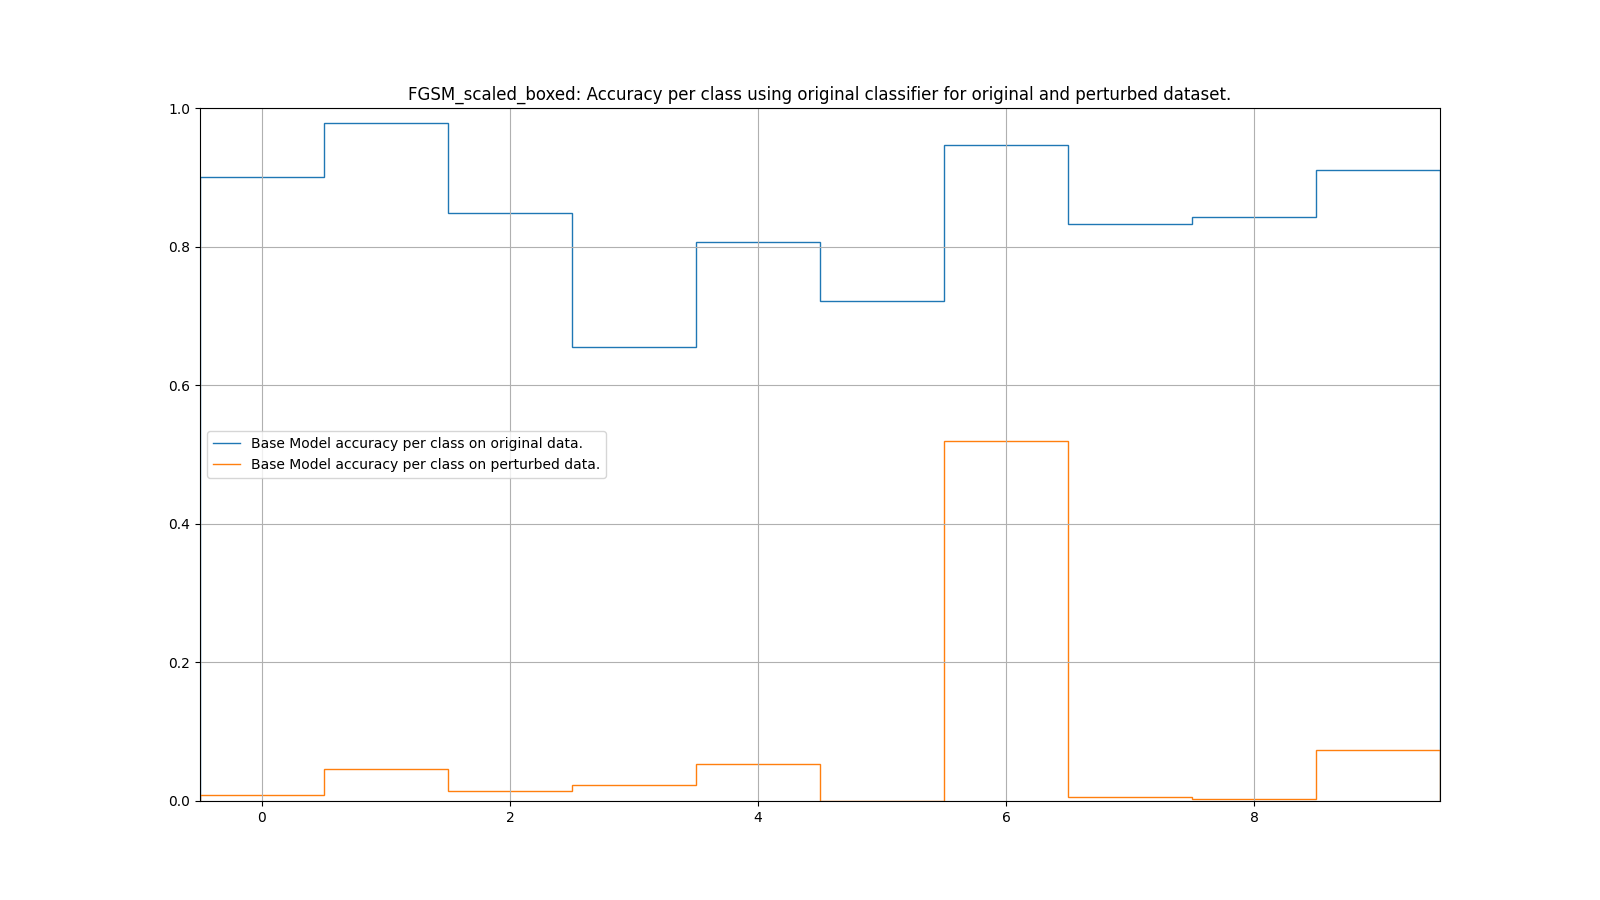 FGSM_scaled_boxed: Accuracy per class using original classifier for original and perturbed dataset.
1.0
0.8
0.6
0.4
0.2
0.0
Base Model accuracy per class on original data.
Base Model accuracy per class on perturbed data.
0 2 4 6 8